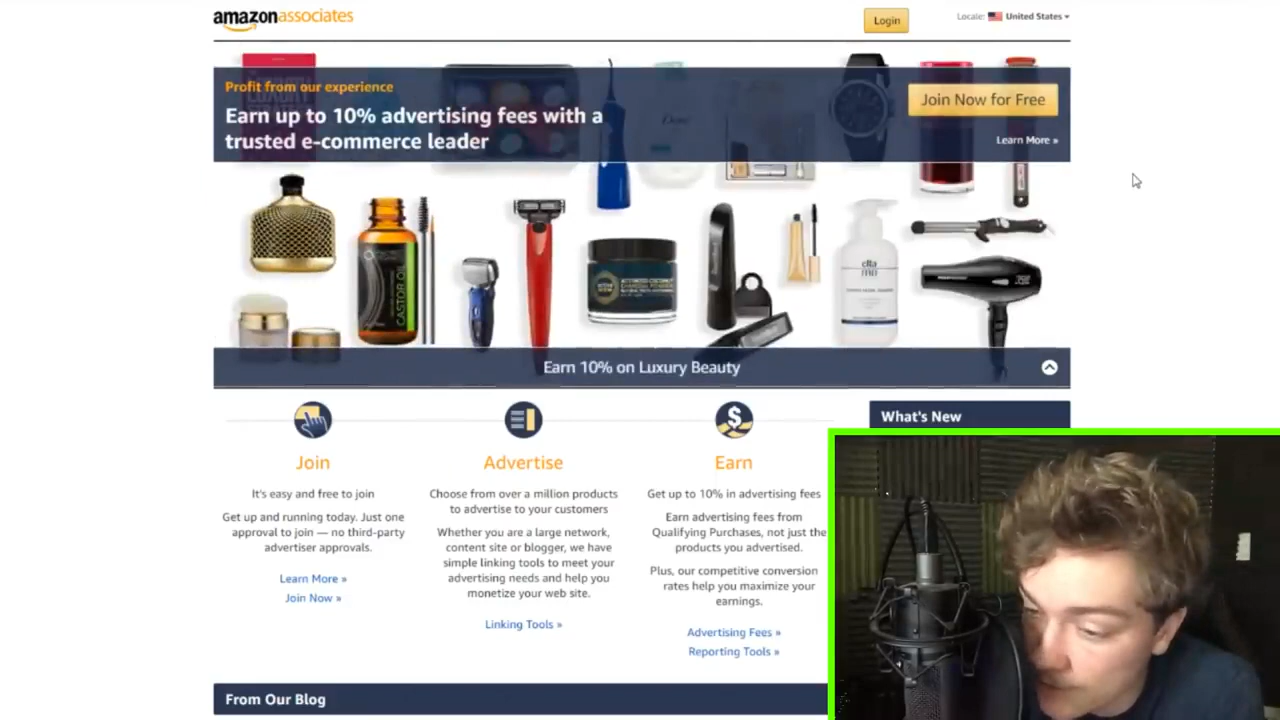 amazonassociates
Login
Locale: United States
Profit from our experience
Earn up to 10% advertising fees with a
trusted e-commerce leader
Join Now for Free
Learn More »
CASTOR OIL
elta
MD
Earn 10% on Luxury Beauty
What's New
Join
It's easy and free to join
Get up and running today. Just one
approval to join — no third-party
advertiser approvals.
Learn More »
Join Now »
Advertise
Choose from over a million products
to advertise to your customers
Whether you are a large network,
content site or blogger, we have
simple linking tools to meet your
advertising needs and help you
monetize your web site.
Linking Tools »
Earn
Get up to 10% in advertising fees
Earn advertising fees from
Qualifying Purchases, not just the
products you advertised.
Plus, our competitive conversion
rates help you maximize your
earnings.
Advertising Fees »
Reporting Tools »
From Our Blog